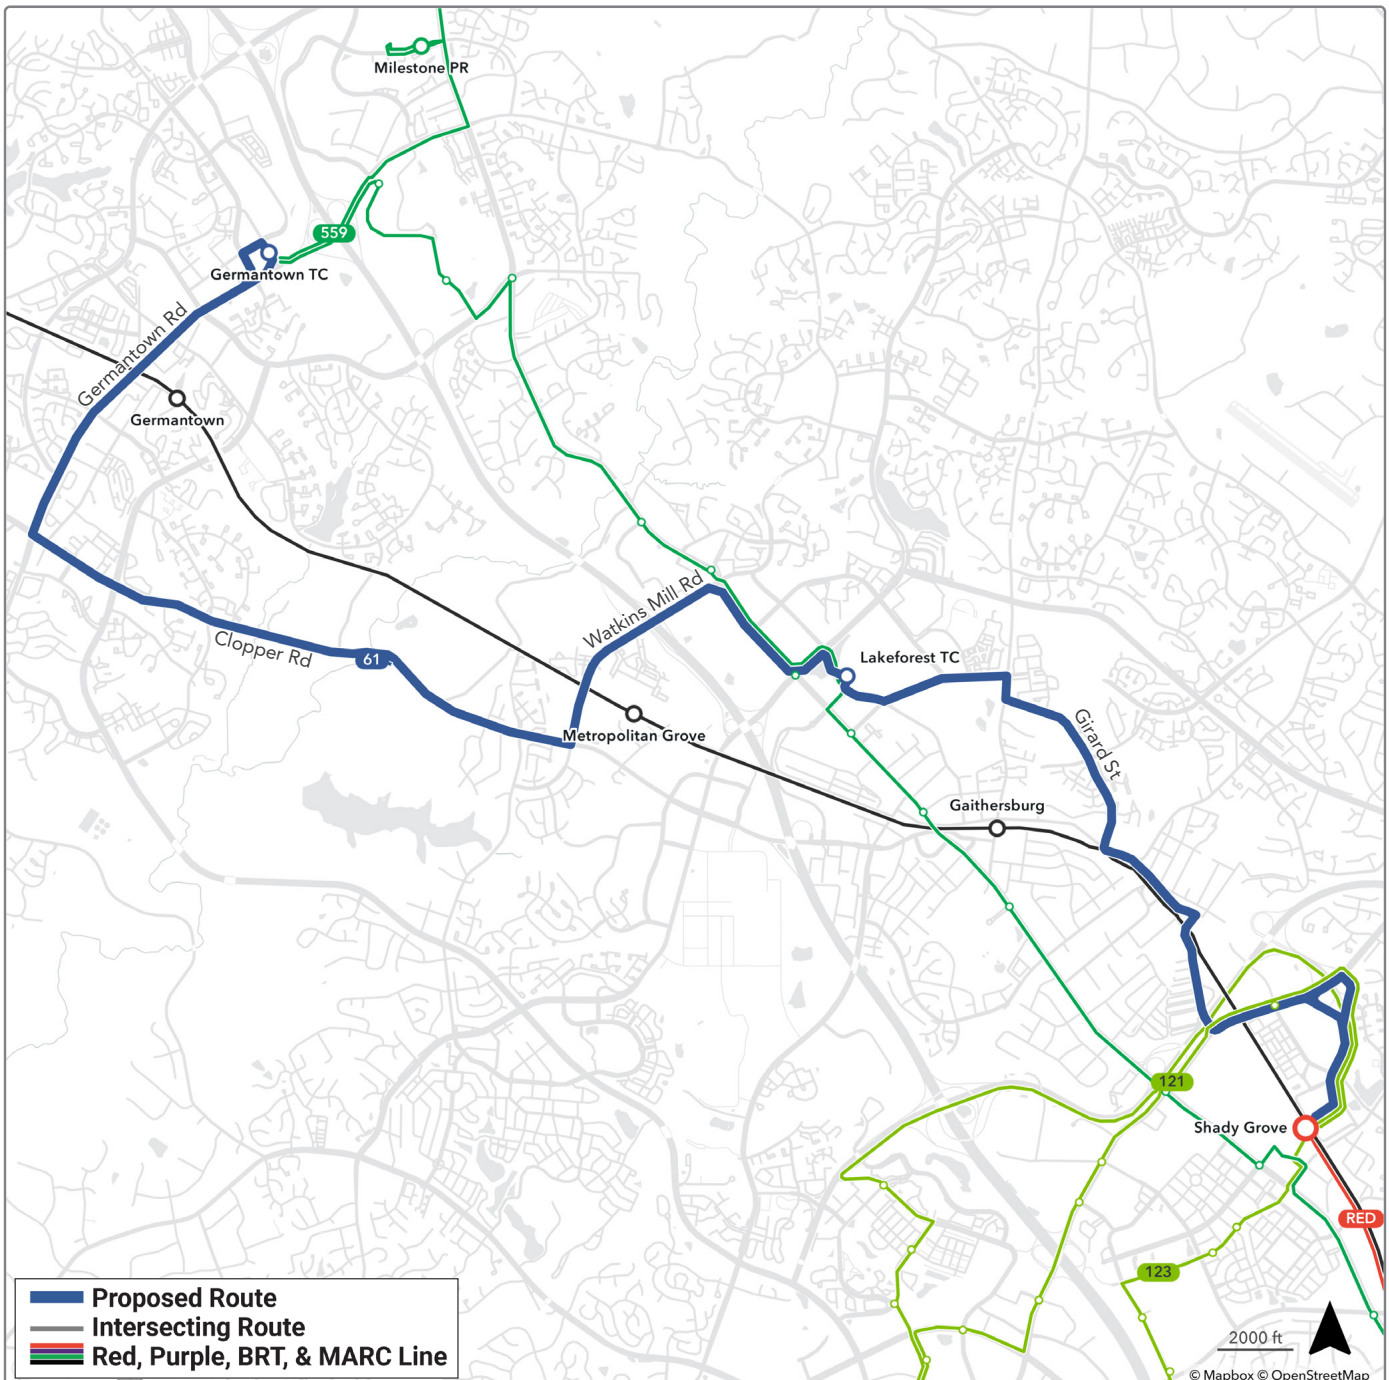 Milestone PR
559
Germantown TC
Germantown Rd
Germantown
Watkins Mill Rd
Clopper Rd
61
Lakeforest TC
Metropolitan Grove
Girard St
Gaithersburg
121
Shady Grove
RED
123
Proposed Route
Intersecting Route
Red, Purple, BRT, & MARC Line
2000 ft
© Mapbox © OpenStreetMap